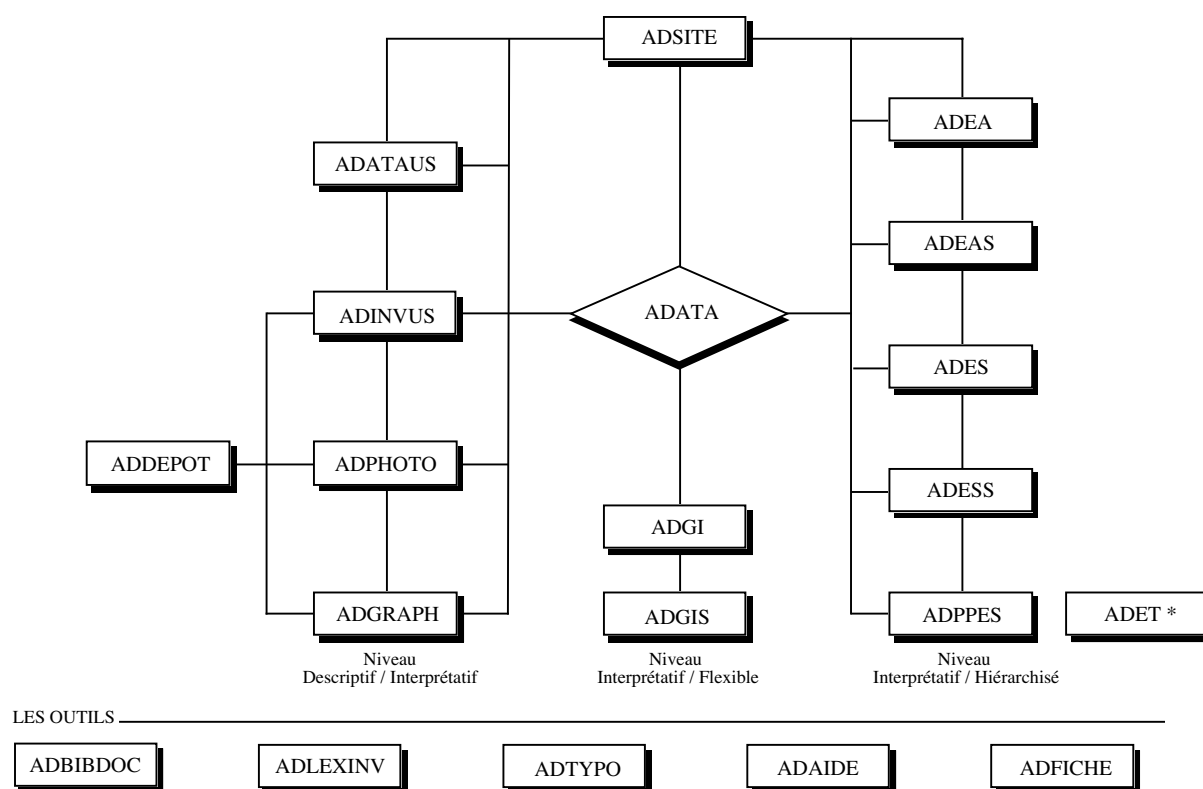 ADSITE
ADEA
ADATAUS
ADEAS
ADINVUS
ADATA
ADES
ADDEPOT
ADPHOTO
ADESS
ADGI
ADGRAPH
ADGIS
ADPPES
ADET *
Niveau
Descriptif / Interprétatif
Niveau
Interprétatif / Flexible
Niveau
Interprétatif / Hiérarchisé
LES OUTILS
ADBIBDOC
ADLEXINV
ADTYPO
ADAIDE
ADFICHE